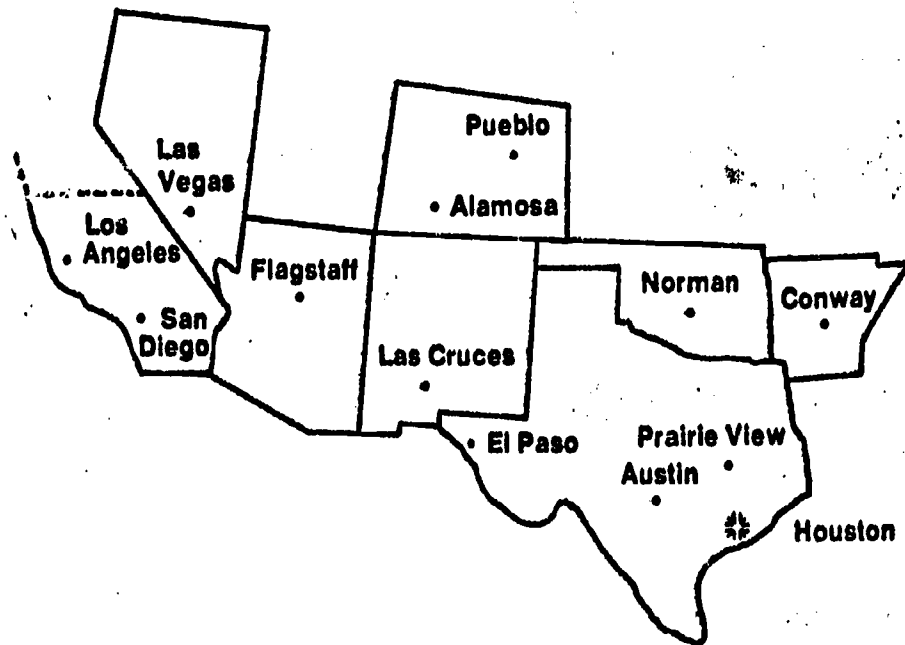 Pueblo
Las
Vegas
Alamosa
Los
Angeles
Flagstaff
Norman
Conway
San
Diego
Las Cruces
El Paso
Prairie View
Austin
Houston